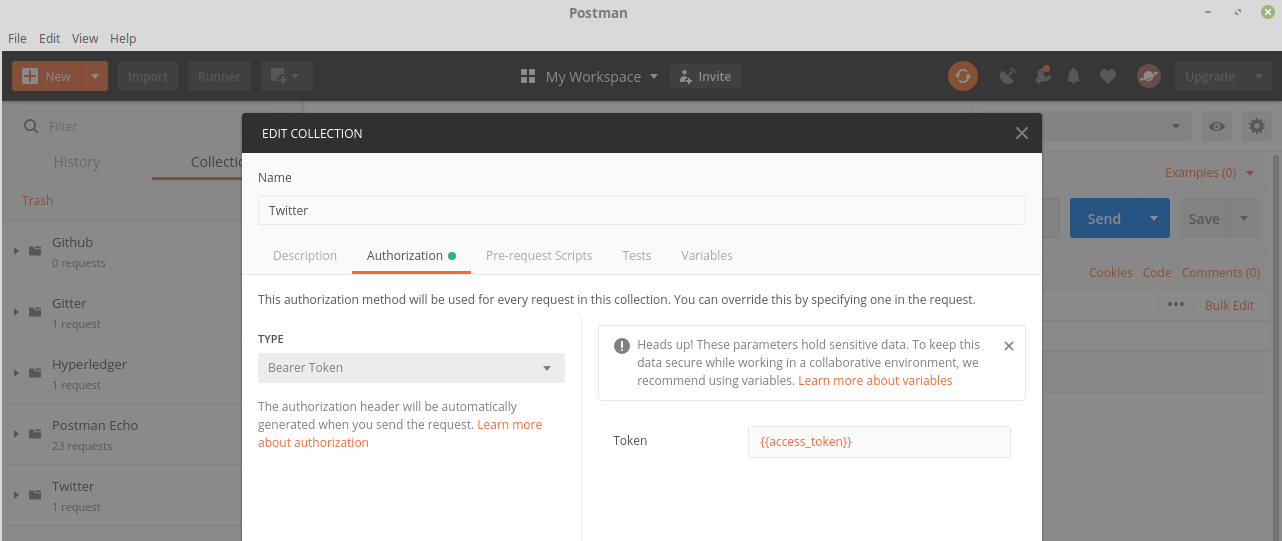 Postman
File Edit View Help
New Import Runner My Workspace Invite Upgrade
Filter
History Collectio
Trash
Github
0 requests
Gitter
1 request
Hyperledger
1 request
Postman Echo
23 requests
Twitter
1 request
EDIT COLLECTION
Name
Twitter
Description Authorization Pre-request Scripts Tests Variables
This authorization method will be used for every request in this collection. You can override this by specifying one in the request.
TYPE
Bearer Token
The authorization header will be automatically
generated when you send the request. Learn more
about authorization
Heads up! These parameters hold sensitive data. To keep this
data secure while working in a collaborative environment, we
recommend using variables. Learn more about variables
Token {{access_token}}
Examples (0)
Send Save
Cookies Code Comments (0)
Bulk Edit